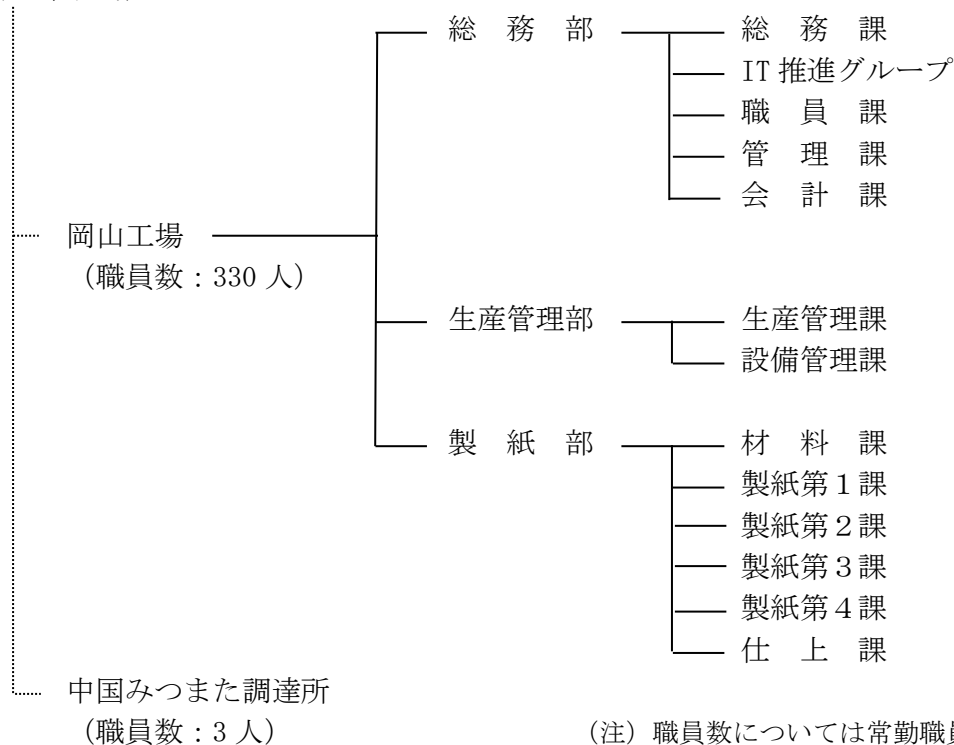 総務部 総務課
IT推進グループ
職員課
管理課
会計課
岡山工場
(職員数:330人)
生産管理部 生産管理課
設備管理課
製紙部 材料課
製紙第1課
製紙第2課
製紙第3課
製紙第4課
仕上課
中国みつまた調達所
(職員数:3人) (注)職員数については常勤職